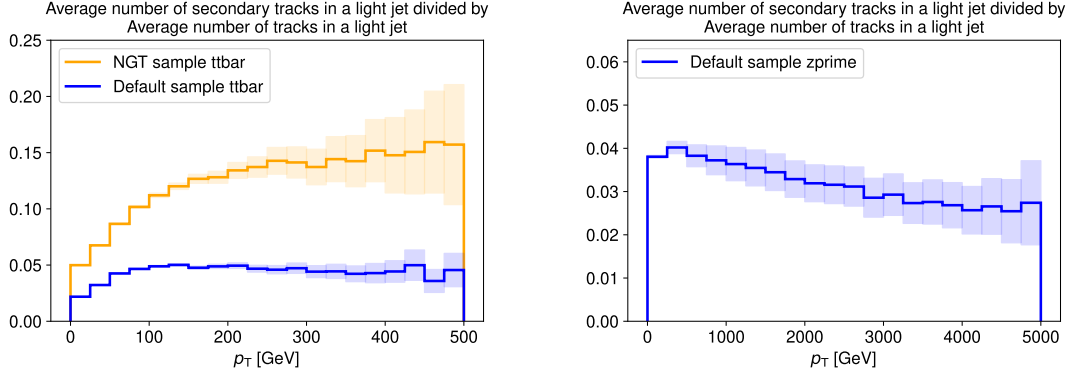 Average number of secondary tracks in a light jet divided by
Average number of tracks in a light jet
0.25
0.20
0.15
0.10
0.05
0.00
NGT sample ttbar
Default sample ttbar
0 100 200 300 400 500
pT [GeV]
Average number of secondary tracks in a light jet divided by
Average number of tracks in a light jet
0.06
0.05
0.04
0.03
0.02
0.01
0.00
Default sample zprime
0 1000 2000 3000 4000 5000
pT [GeV]